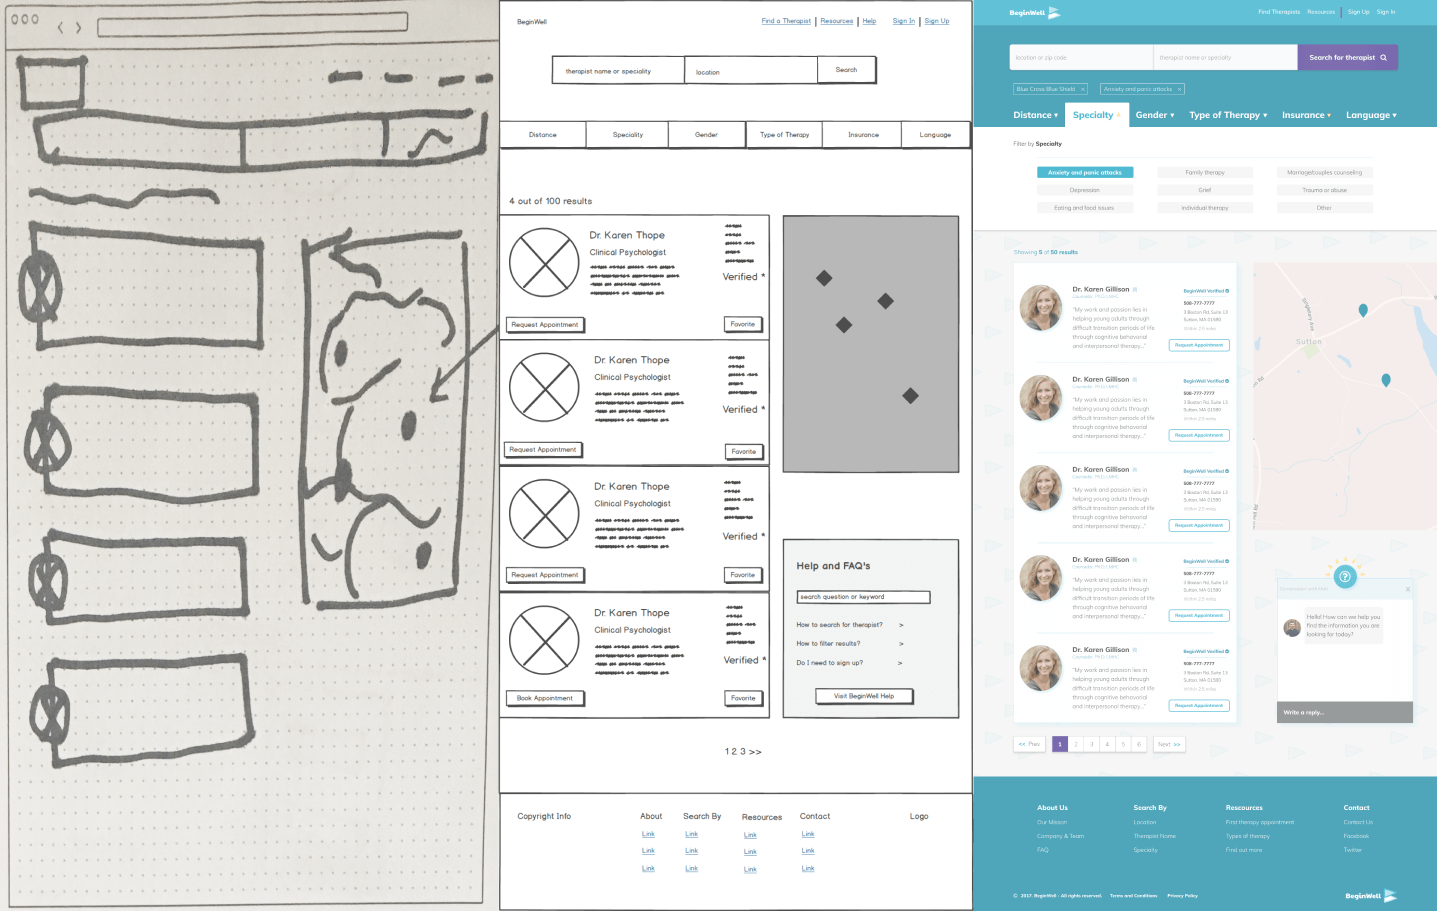 BeginWell
Find a Therapist | Resources | Help Sign In | Sign Up
therapist name or speciality
location
Search
Distance
Speciality
Gender
Type of Therapy
Insurance
Language
4 out of 100 results
Dr. Karen Thope
Clinical Psychologist
Verified *
Request Appointment
Favorite
Dr. Karen Thope
Clinical Psychologist
Verified *
Request Appointment
Favorite
Dr. Karen Thope
Clinical Psychologist
Verified *
Request Appointment
Favorite
Dr. Karen Thope
Clinical Psychologist
Verified *
Book Appointment
Favorite
Help and FAQ's
search question or keyword
How to search for therapist? >
How to filter results? >
Do I need to sign up? >
Visit BeginWell Help
1 2 3 >>
Copyright Info
About
Link
Link
Link
Search By
Link
Link
Link
Resources
Link
Link
Link
Contact
Link
Link
Link
Logo
BeginWell
Find Therapists Resources | Sign Up Sign In
location or zip code
therapist name or specialty
Search for therapist
Blue Cross Blue Shield ×
Anxiety and panic attacks ×
Distance ▾
Specialty
Gender ▾
Type of Therapy ▾
Insurance ▾
Language ▾
Filter by Specialty
Anxiety and panic attacks
Family therapy
Marriage/couples counseling
Depression
Grief
Trauma or abuse
Eating and food issues
Individual therapy
Other
Showing 5 of 50 results
Dr. Karen Gillison
Counselor, PH.D, LMHC
"My work and passion lies in
helping young adults through
difficult transition periods of life
through cognitive behavioral
and interpersonal therapy..."
BeginWell Verified
508-777-7777
3 Boston Rd, Suite 13
Sutton, MA 01590
Within 2.5 miles
Request Appointment
Dr. Karen Gillison
Counselor, PH.D, LMHC
"My work and passion lies in
helping young adults through
difficult transition periods of life
through cognitive behavioral
and interpersonal therapy..."
BeginWell Verified
508-777-7777
3 Boston Rd, Suite 13
Sutton, MA 01590
Within 2.5 miles
Request Appointment
Dr. Karen Gillison
Counselor, PH.D, LMHC
"My work and passion lies in
helping young adults through
difficult transition periods of life
through cognitive behavioral
and interpersonal therapy..."
BeginWell Verified
508-777-7777
3 Boston Rd, Suite 13
Sutton, MA 01590
Within 2.5 miles
Request Appointment
Dr. Karen Gillison
Counselor, PH.D, LMHC
"My work and passion lies in
helping young adults through
difficult transition periods of life
through cognitive behavioral
and interpersonal therapy..."
BeginWell Verified
508-777-7777
3 Boston Rd, Suite 13
Sutton, MA 01590
Within 2.5 miles
Request Appointment
Dr. Karen Gillison
Counselor, PH.D, LMHC
"My work and passion lies in
helping young adults through
difficult transition periods of life
through cognitive behavioral
and interpersonal therapy..."
BeginWell Verified
508-777-7777
3 Boston Rd, Suite 13
Sutton, MA 01590
Within 2.5 miles
Request Appointment
Singletary Ave
Sutton
Hello! How can we help you
find the information you are
looking for today?
Write a reply...
<< Prev
1 2 3 4 5 6
Next >>
About Us
Our Mission
Company & Team
FAQ
Search By
Location
Therapist Name
Specialty
Rescources
First therapy appointment
Types of therapy
Find out more
Contact
Contact Us
Facebook
Twitter
© 2017. BeginWell - All rights reserved. Terms and Conditions Privacy Policy
BeginWell